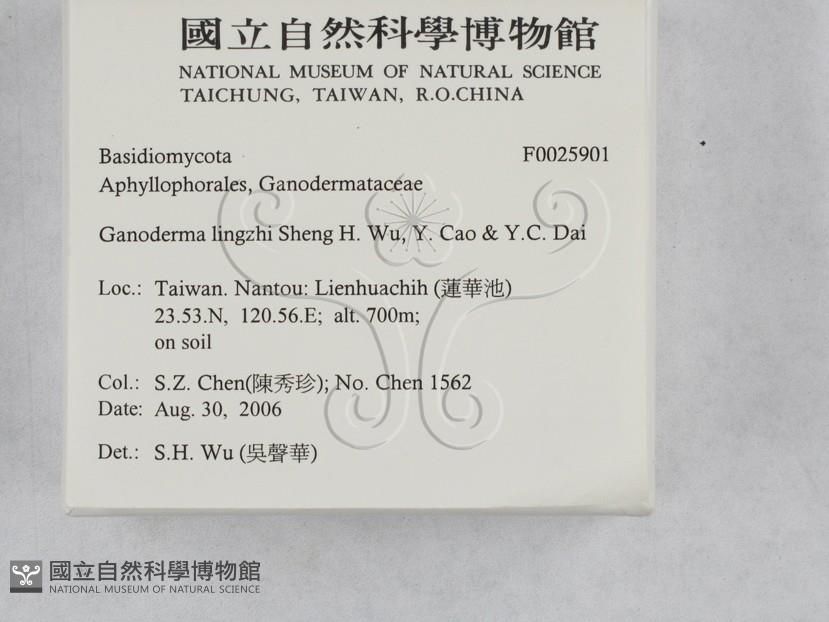 國立自然科學博物館
NATIONAL MUSEUM OF NATURAL SCIENCE
TAICHUNG, TAIWAN, R.O.CHINA
Basidiomycota F0025901
Aphyllophorales, Ganodermataceae
Ganoderma lingzhi Sheng H. Wu, Y. Cao & Y.C. Dai
Loc.: Taiwan. Nantou: Lienhuachih (蓮華池)
23.53.N, 120.56.E; alt. 700m;
on soil
Col.: S.Z. Chen(陳秀珍); No. Chen 1562
Date: Aug. 30, 2006
Det.: S.H. Wu (吳聲華)
國立自然科學博物館
NATIONAL MUSEUM OF NATURAL SCIENCE